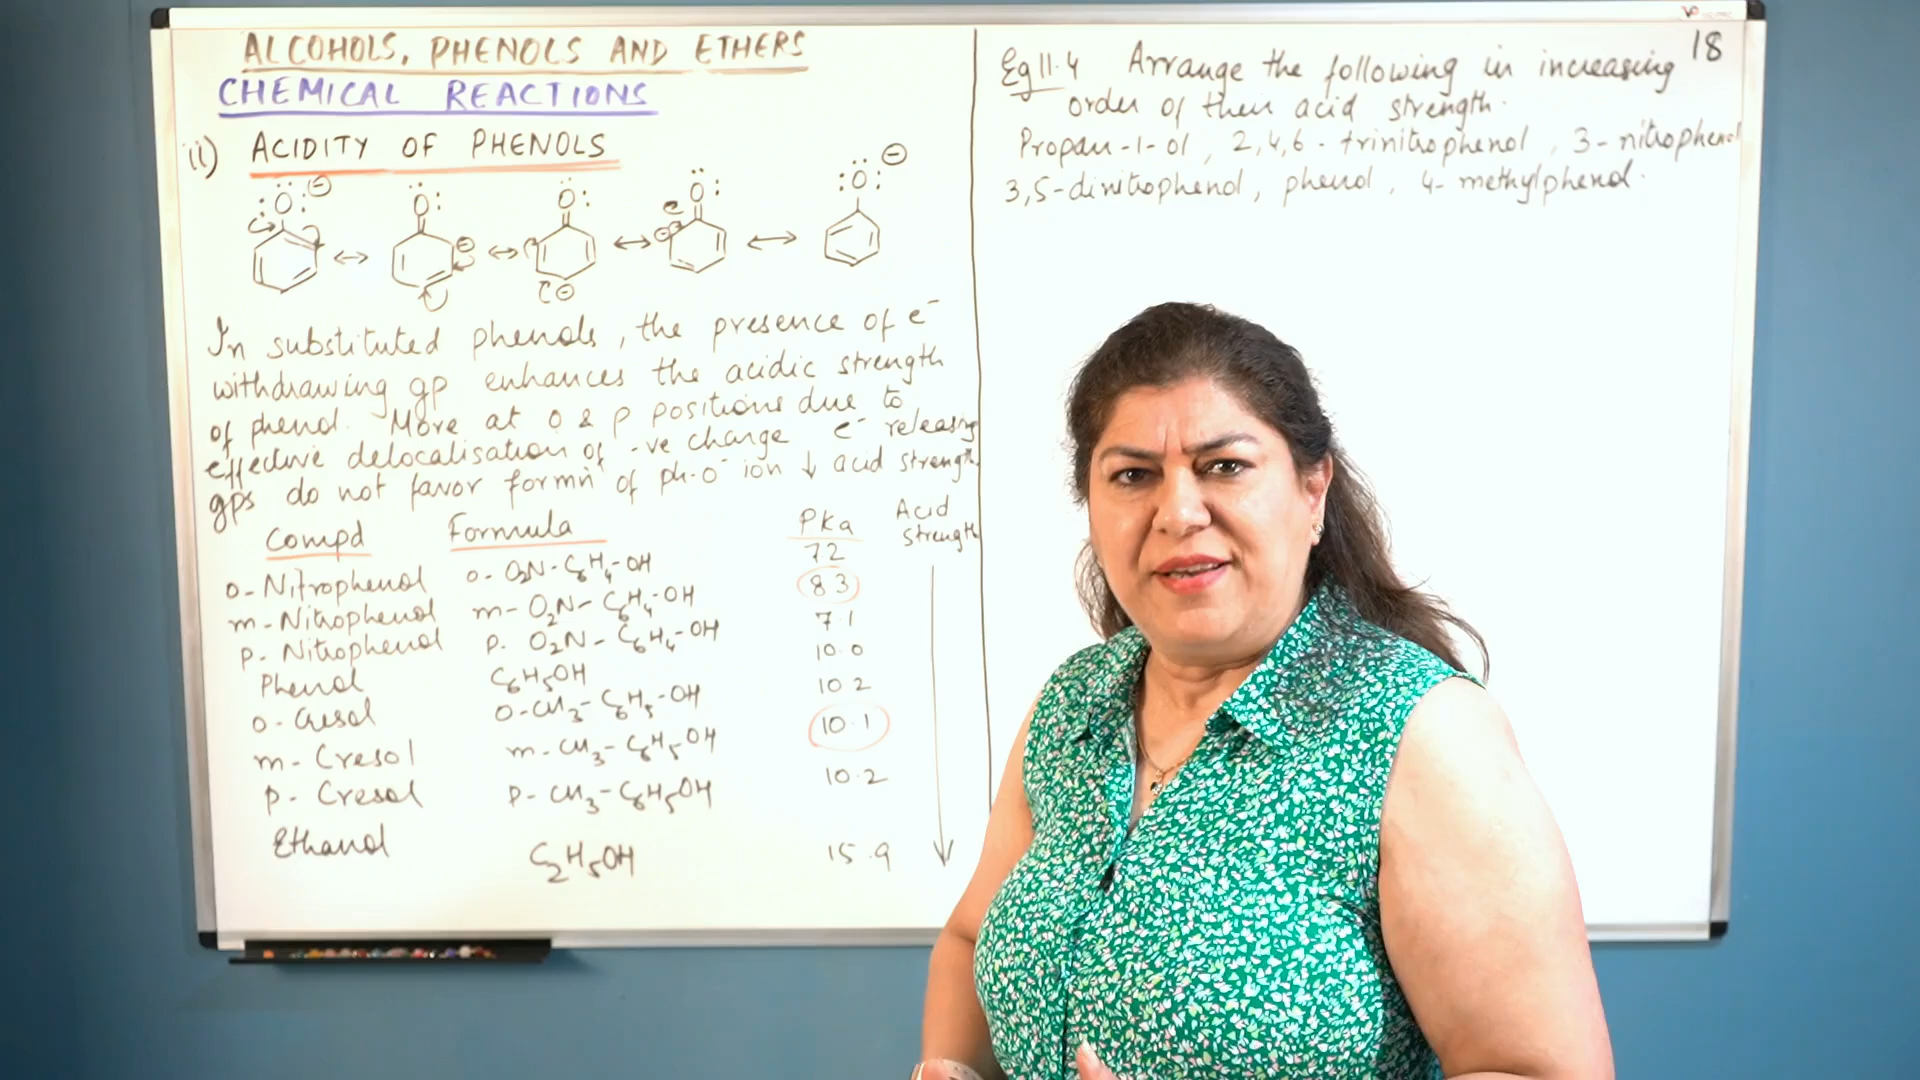 ALCOHOLS, PHENOLS AND ETHERS
CHEMICAL REACTIONS
ii) ACIDITY OF PHENOLS
In substituted phenols, the presence of e⁻
withdrawing gp enhances the acidic strength
of phenol. More at o & p positions due to
effective delocalisation of -ve charge e⁻ releasing
gps do not favor formn of ph-O⁻ ion ↓ acid strength.
Compd Formula PKa Acid strength
o-Nitrophenol o-O₂N-C₆H₄-OH 7.2
m-Nitrophenol m-O₂N-C₆H₄-OH 8.3
p-Nitrophenol p-O₂N-C₆H₄-OH 7.1
Phenol C₆H₅OH 10.0
o-Cresol o-CH₃-C₆H₅-OH 10.2
m-Cresol m-CH₃-C₆H₅OH 10.1
p-Cresol p-CH₃-C₆H₅OH 10.2
Ethanol C₂H₅OH 15.9
18
Eg 11.4 Arrange the following in increasing
order of their acid strength.
Propan-1-ol, 2,4,6-trinitrophenol, 3-nitrophenol
3,5-dinitrophenol, phenol, 4-methylphenol.